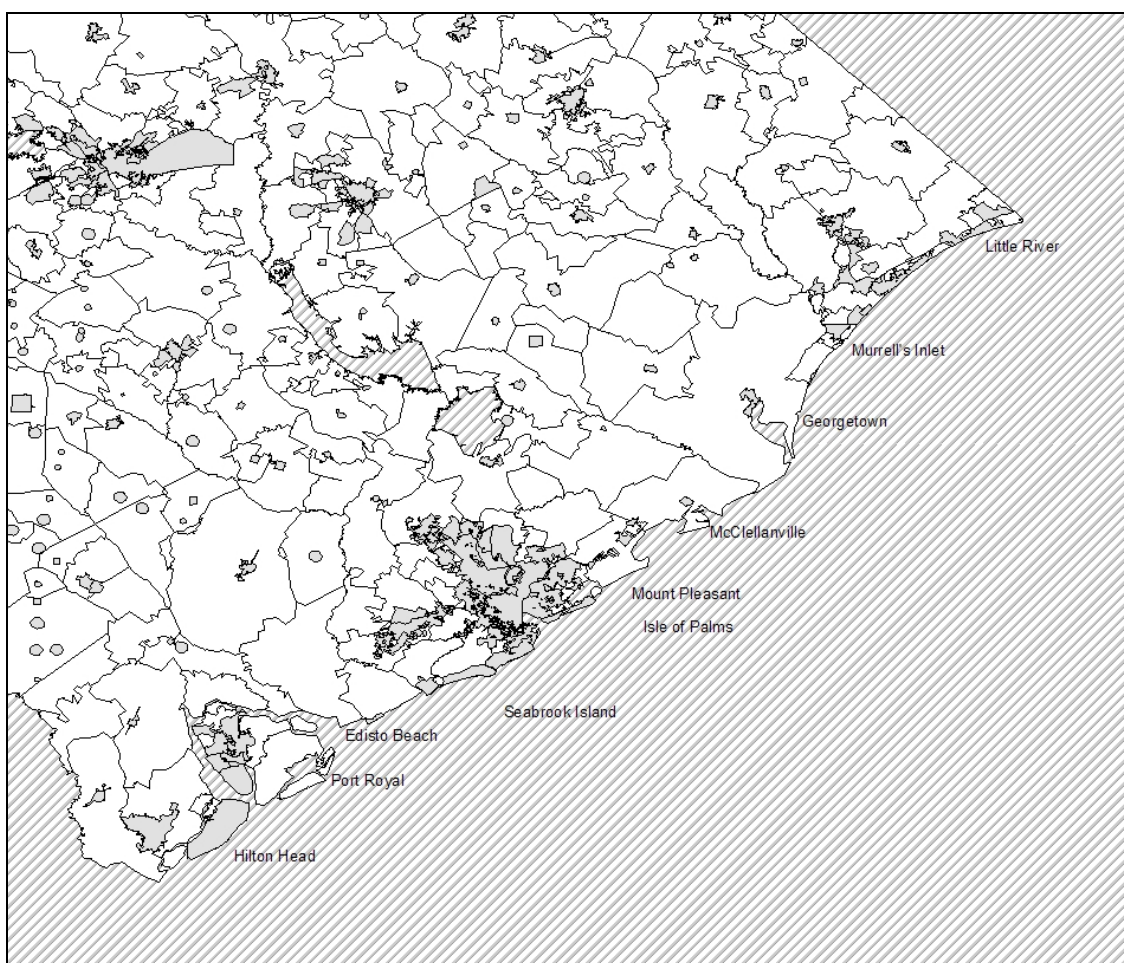 Little River
Murrell's Inlet
Georgetown
McClellanville
Mount Pleasant
Isle of Palms
Seabrook Island
Edisto Beach
Port Royal
Hilton Head